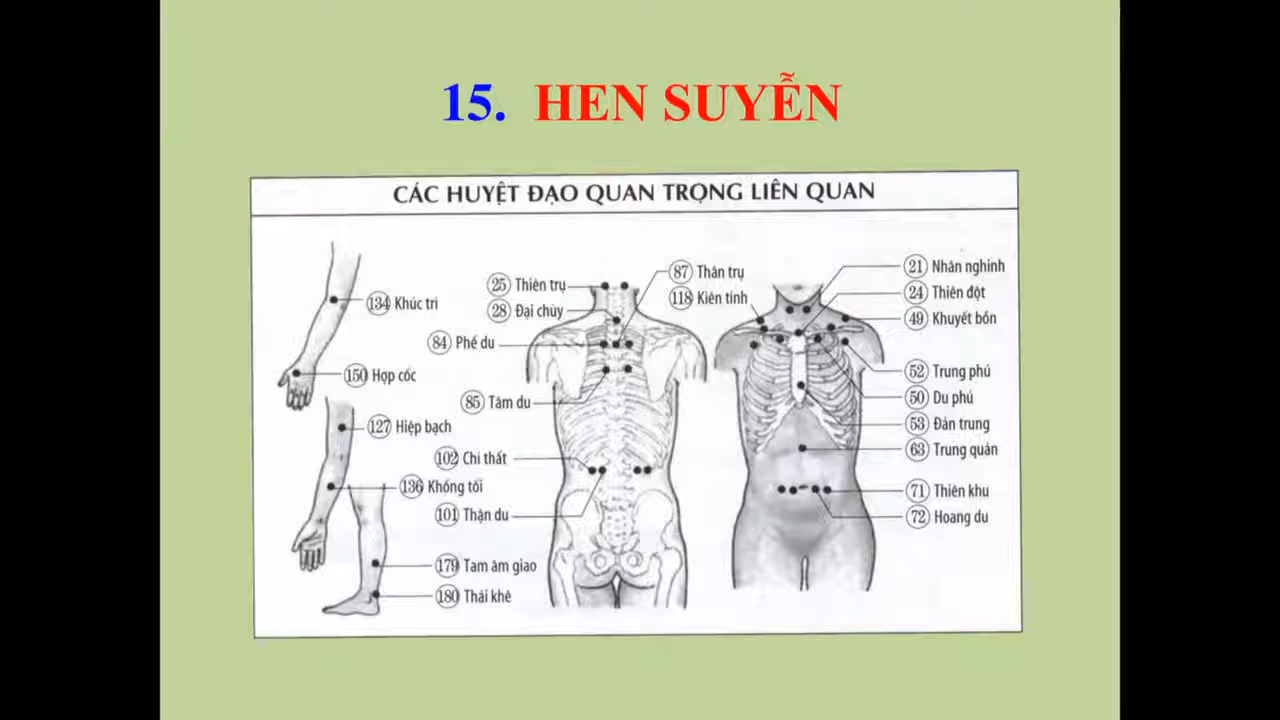 15. HEN SUYỄN
CÁC HUYỆT ĐẠO QUAN TRỌNG LIÊN QUAN
134 Khúc trì
150 Hợp cốc
127 Hiệp bạch
136 Khổng tối
179 Tam âm giao
180 Thái khê
25 Thiên trụ
28 Đại chùy
84 Phế du
85 Tâm du
102 Chí thất
101 Thận du
87 Thân trụ
118 Kiên tỉnh
21 Nhân nghinh
24 Thiên đột
49 Khuyết bồn
52 Trung phủ
50 Du phủ
53 Đản trung
63 Trung quản
71 Thiên khu
72 Hoang du